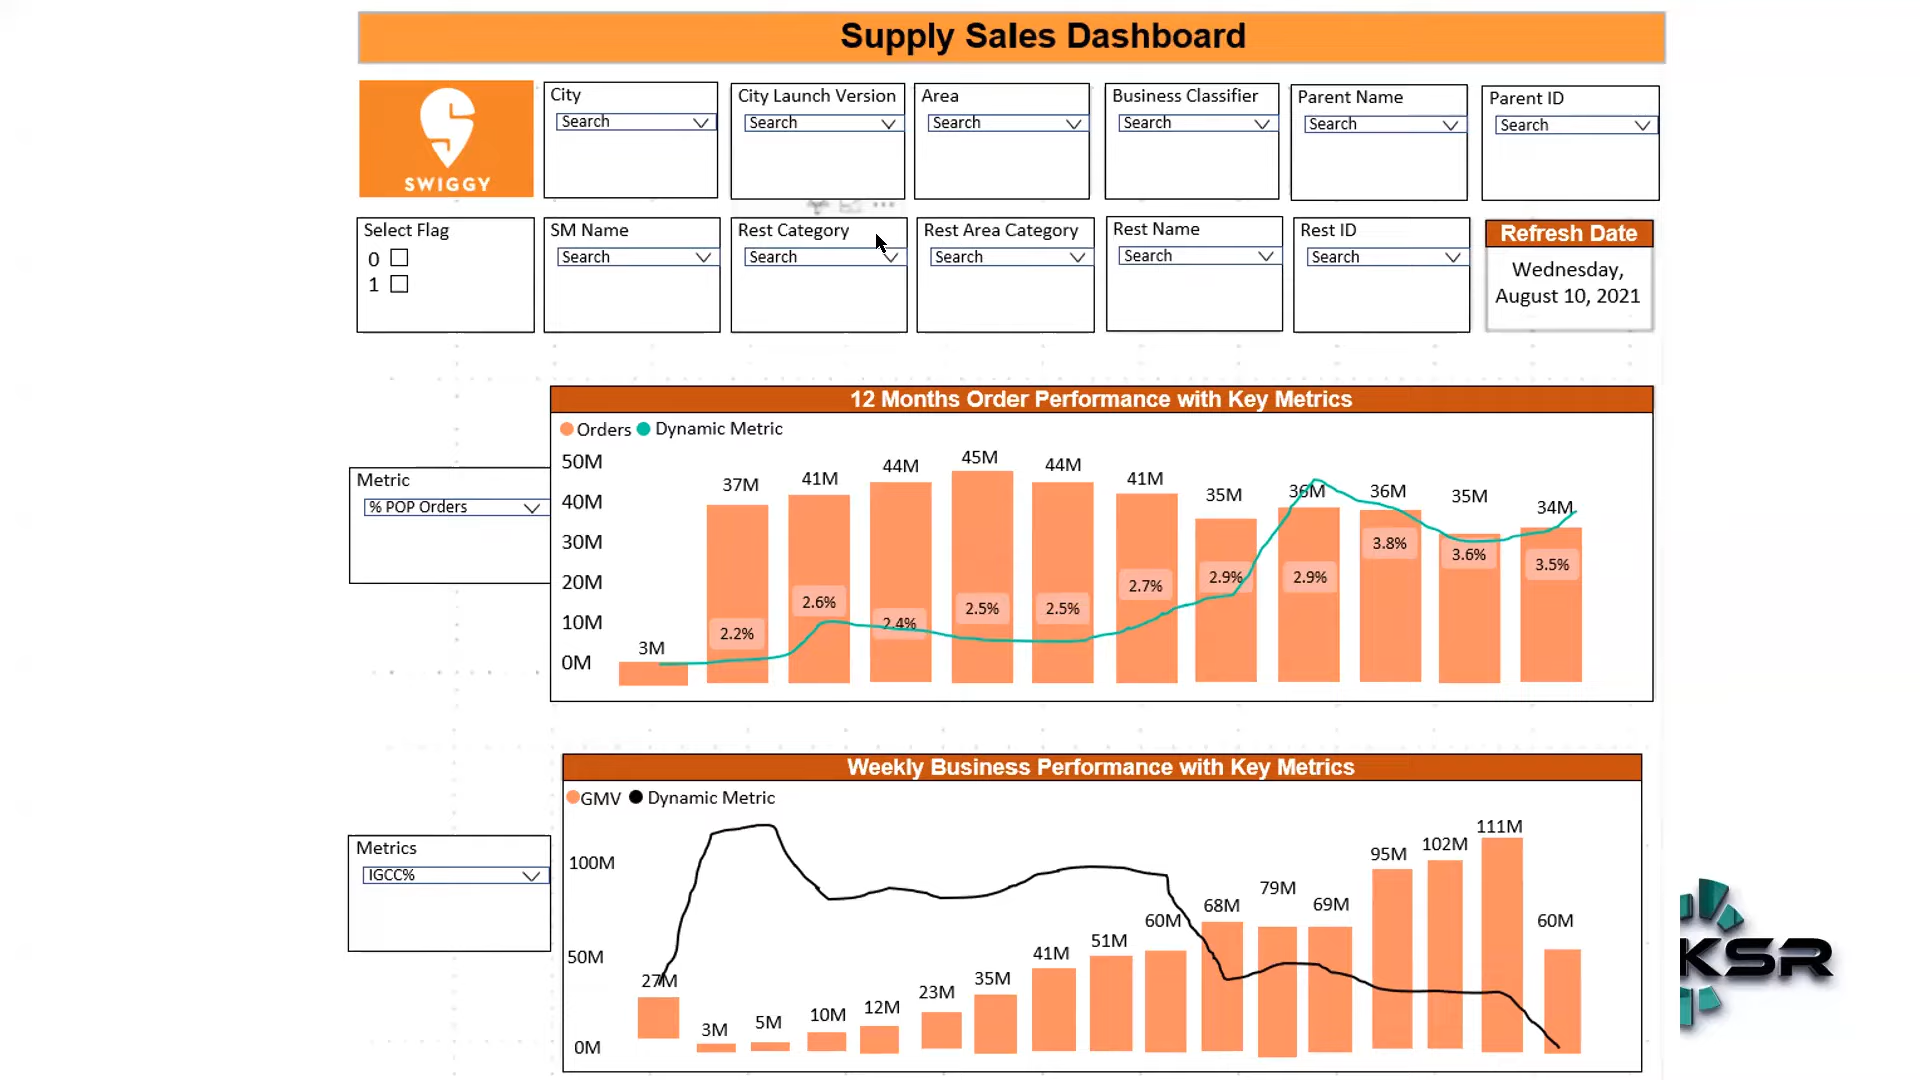 Supply Sales Dashboard
SWIGGY
City
Search
City Launch Version
Search
Area
Search
Business Classifier
Search
Parent Name
Search
Parent ID
Search
Select Flag
0
1
SM Name
Search
Rest Category
Search
Rest Area Category
Search
Rest Name
Search
Rest ID
Search
Refresh Date
Wednesday,
August 10, 2021
12 Months Order Performance with Key Metrics
Orders Dynamic Metric
Metric
% POP Orders
50M
40M
30M
20M
10M
0M
3M
37M
41M
44M
45M
44M
41M
35M
36M
36M
35M
34M
2.2%
2.6%
2.4%
2.5%
2.5%
2.7%
2.9%
2.9%
3.8%
3.6%
3.5%
Weekly Business Performance with Key Metrics
GMV Dynamic Metric
Metrics
IGCC%
100M
50M
0M
27M
3M
5M
10M
12M
23M
35M
41M
51M
60M
68M
79M
69M
95M
102M
111M
60M
KSR